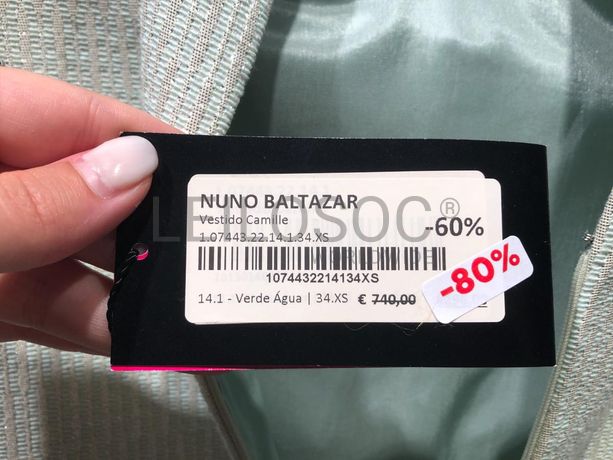 NUNO BALTAZAR
Vestido Camille
1.07443.22.14.1.34.XS
-60%
LEILOSOC®
1074432214134XS
-80%
14.1 - Verde Água | 34.XS € 740,00